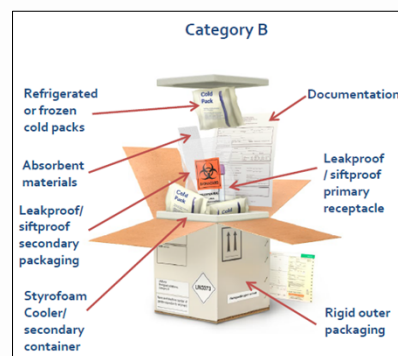 Category B
Refrigerated
or frozen
cold packs
Cold
Pack
Documentation
Absorbent
materials
Leakproof
/ siftproof
primary
receptacle
Leakproof/
siftproof
secondary
packaging
Cold
Pack
Styrofoam
Cooler/
secondary
container
UN3373
Rigid outer
packaging